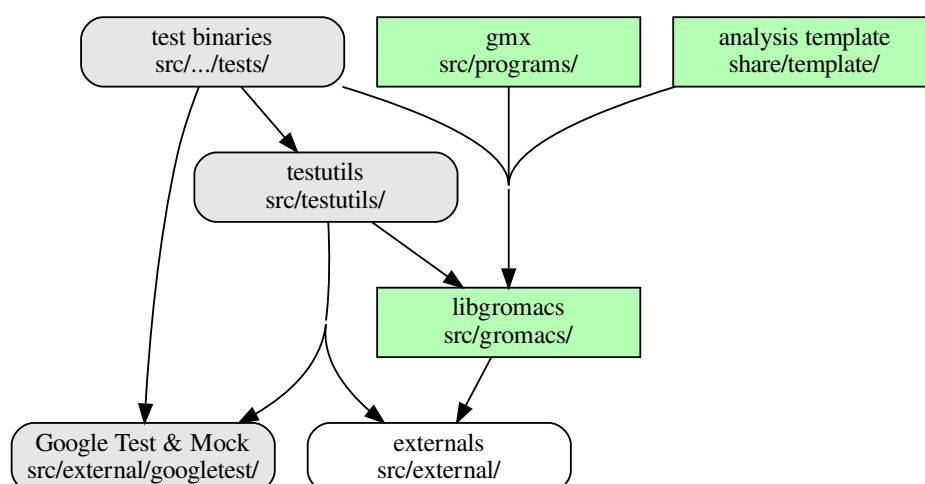 test binaries
src/.../tests/
gmx
src/programs/
analysis template
share/template/
testutils
src/testutils/
libgromacs
src/gromacs/
Google Test & Mock
src/external/googletest/
externals
src/external/